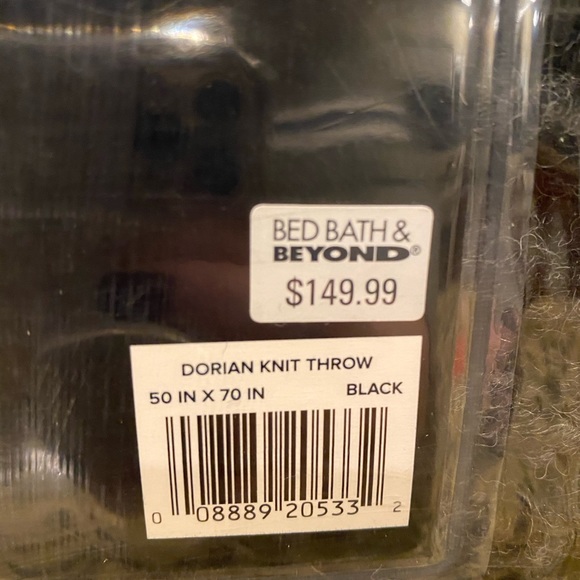 BED BATH &
BEYOND®
$149.99
DORIAN KNIT THROW
50 IN X 70 IN BLACK
0 08889 20533 2